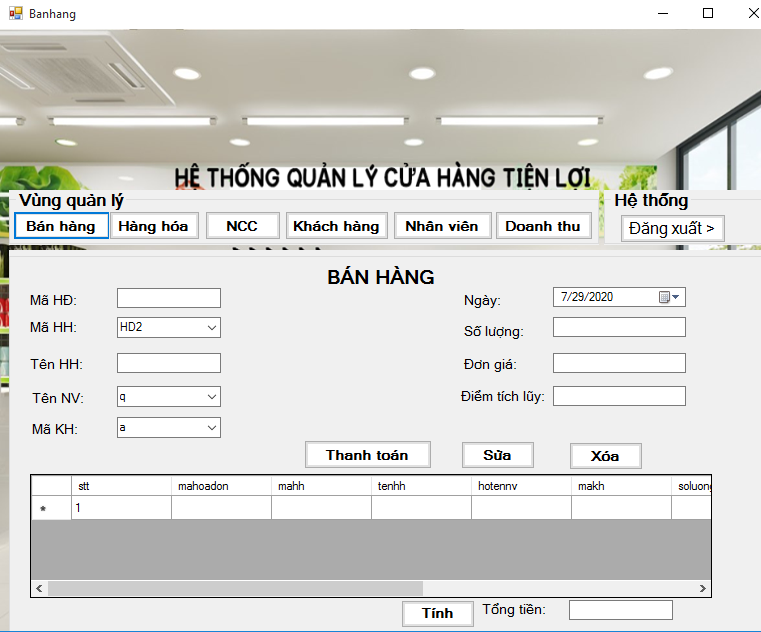 Banhang
HỆ THỐNG QUẢN LÝ CỬA HÀNG TIỆN LỢI
Vùng quản lý
Hệ thống
Bán hàng Hàng hóa NCC Khách hàng Nhân viên Doanh thu Đăng xuất >
BÁN HÀNG
Mã HĐ: Ngày: 7/29/2020
Mã HH: HD2 Số lượng:
Tên HH: Đơn giá:
Tên NV: q Điểm tích lũy:
Mã KH: a
Thanh toán Sửa Xóa
stt mahoadon mahh tenhh hotennv makh soluong
* 1
Tính Tổng tiền: